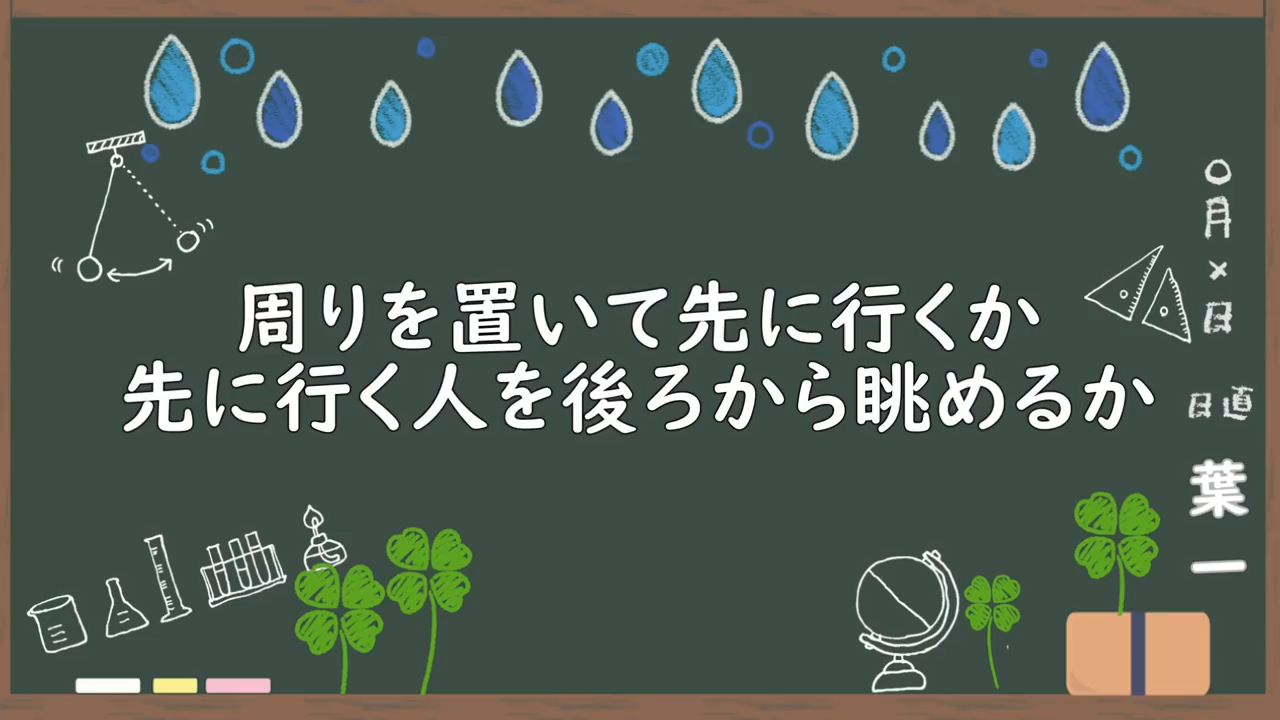 周りを置いて先に行くか
先に行く人を後ろから眺めるか
○月×日
日直
葉一